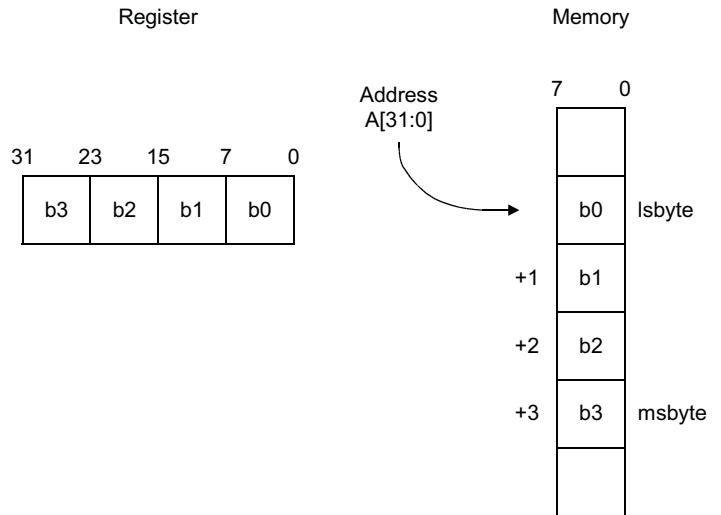 Register
Memory
Address
A[31:0]
7 0
31 23 15 7 0
b3 b2 b1 b0
b0 lsbyte
+1 b1
+2 b2
+3 b3 msbyte